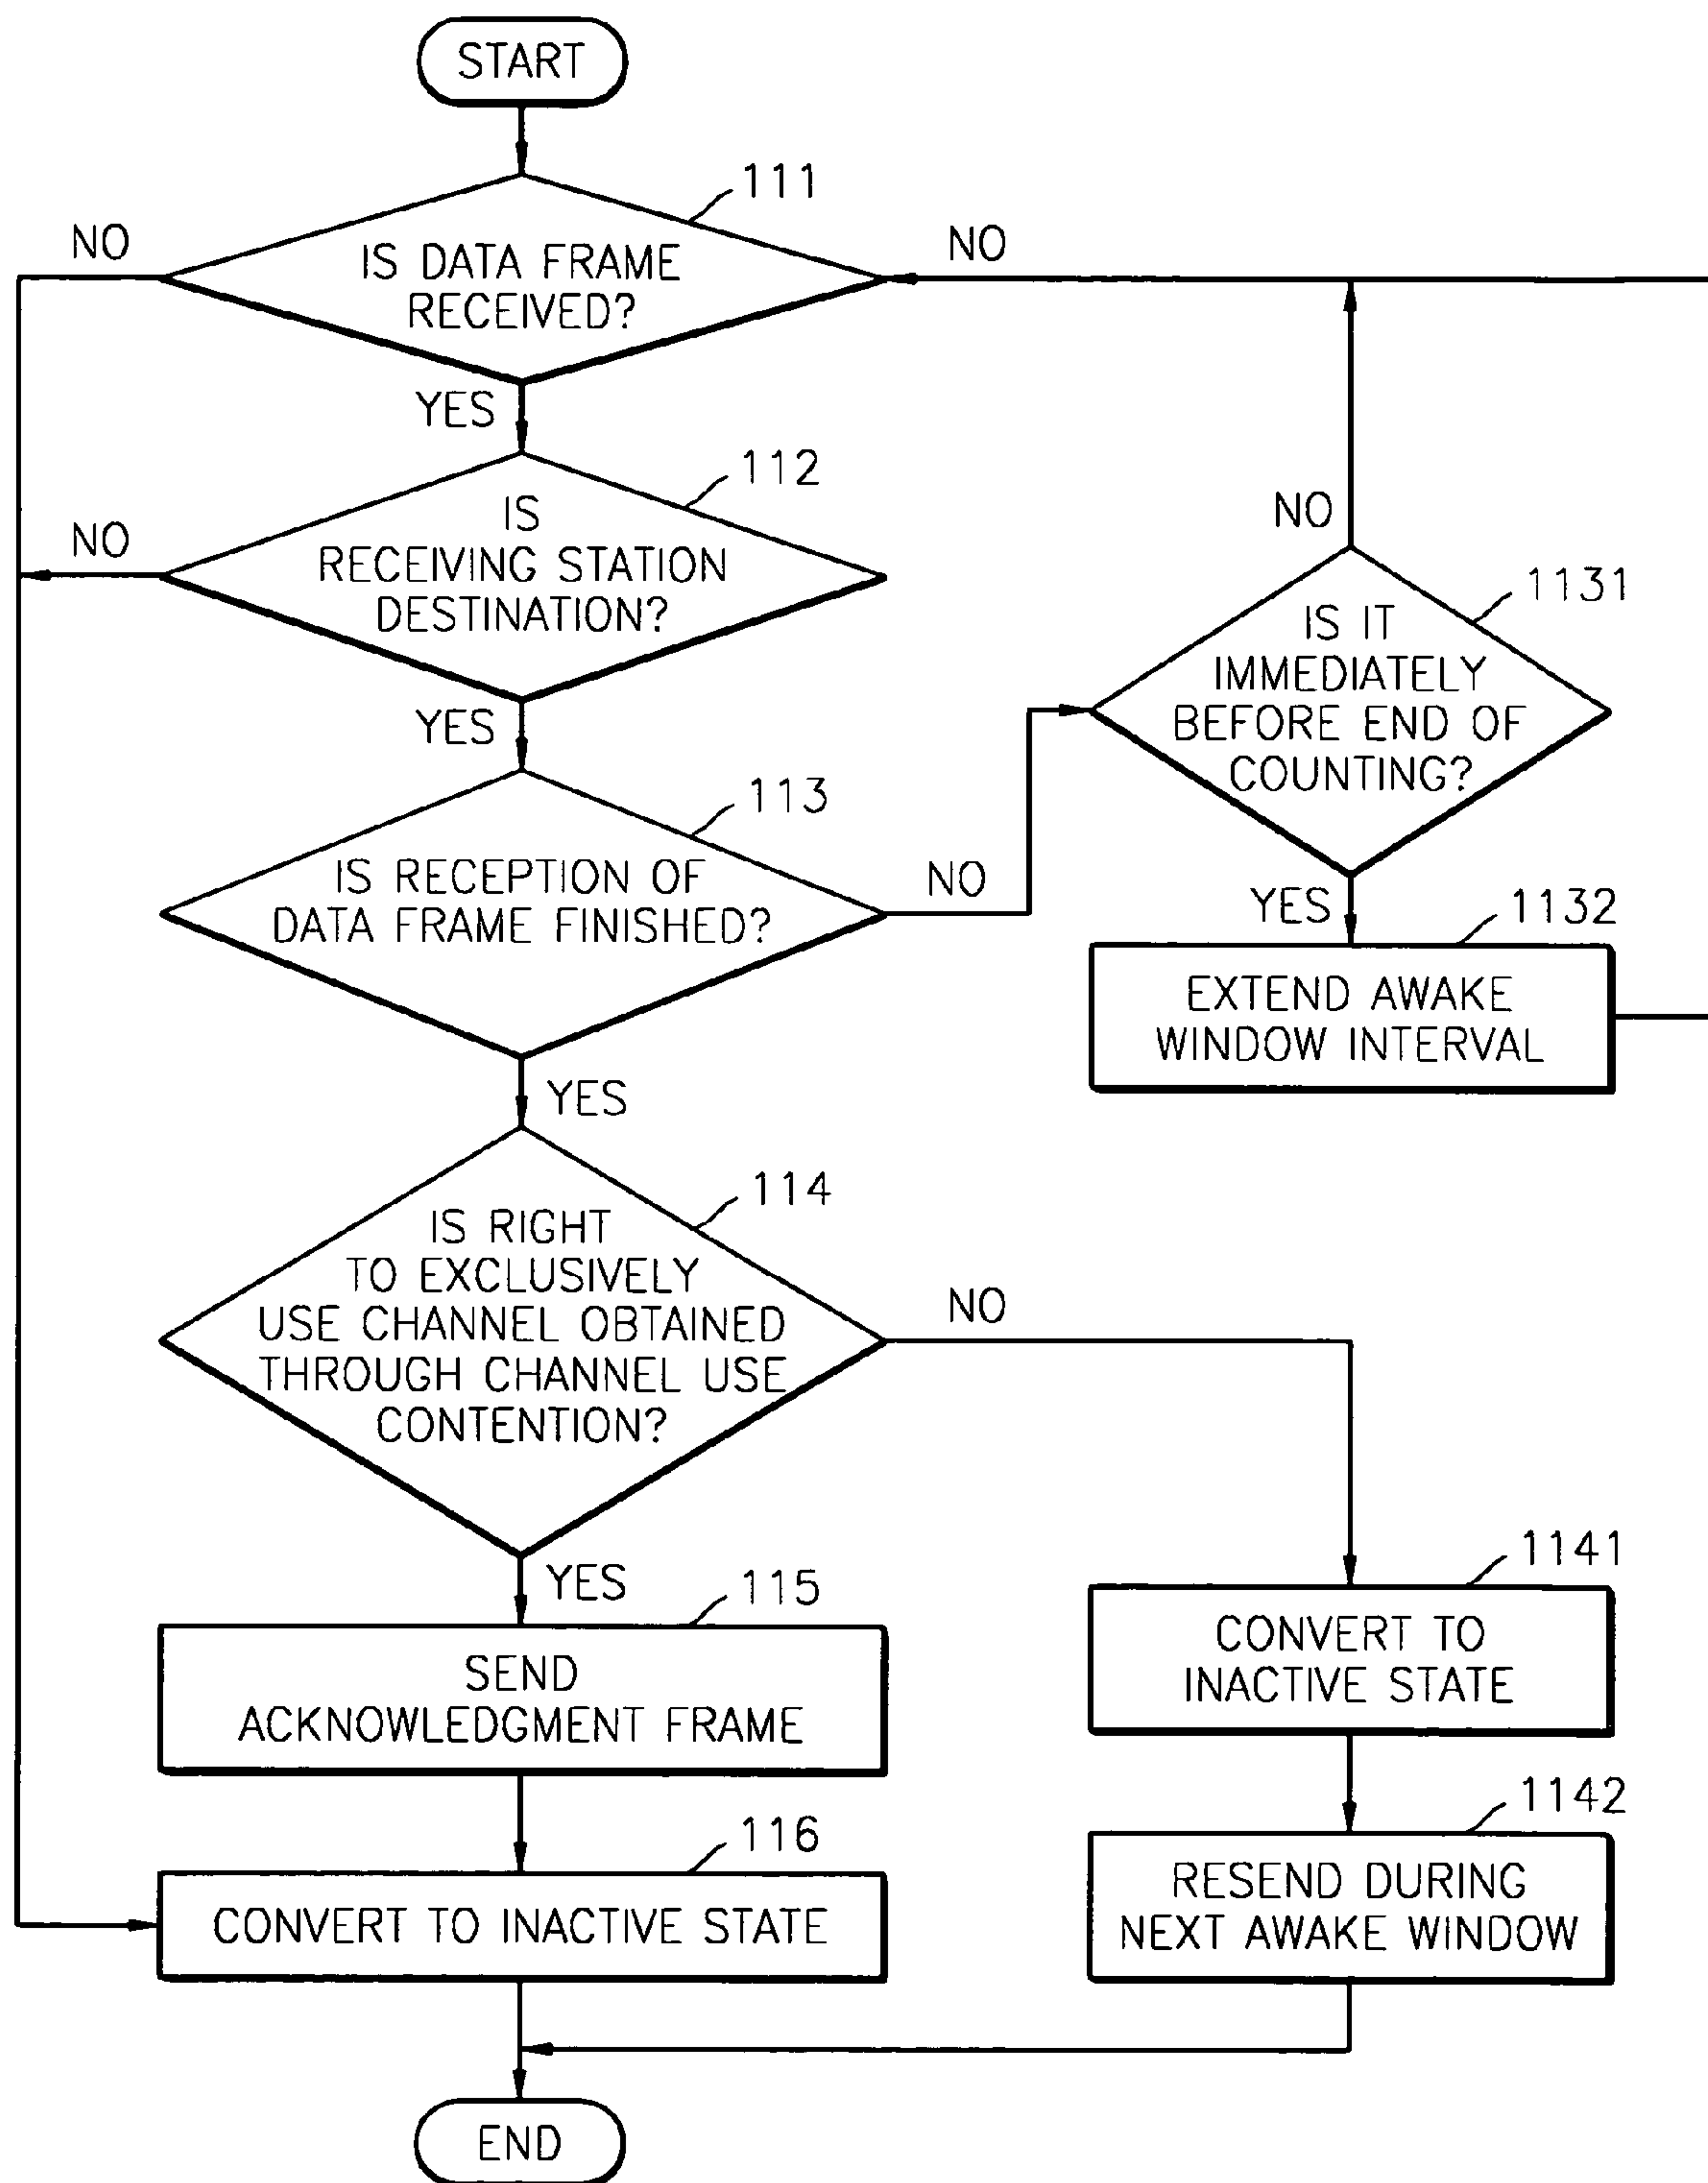 START
111
NO
IS DATA FRAME
RECEIVED?
NO
YES
112
NO
IS
RECEIVING STATION
DESTINATION?
YES
113
IS RECEPTION OF
DATA FRAME FINISHED?
NO
NO
1131
IS IT
IMMEDIATELY
BEFORE END OF
COUNTING?
YES
1132
EXTEND AWAKE
WINDOW INTERVAL
YES
114
IS RIGHT
TO EXCLUSIVELY
USE CHANNEL OBTAINED
THROUGH CHANNEL USE
CONTENTION?
NO
YES
115
SEND
ACKNOWLEDGMENT FRAME
1141
CONVERT TO
INACTIVE STATE
116
CONVERT TO INACTIVE STATE
1142
RESEND DURING
NEXT AWAKE WINDOW
END